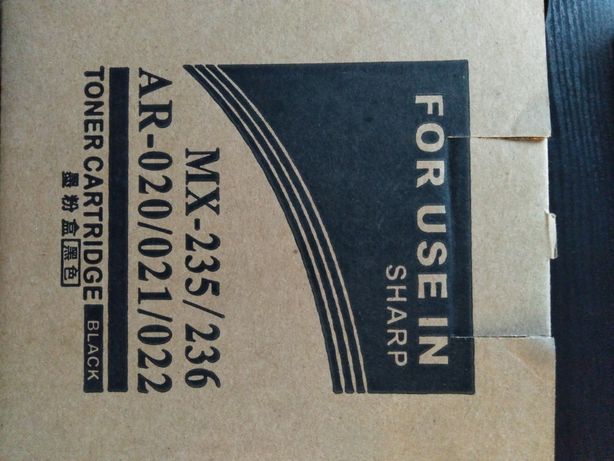 FOR USE IN
SHARP
MX-235/236
AR-020/021/022
TONER CARTRIDGE BLACK
墨粉盒 黑色